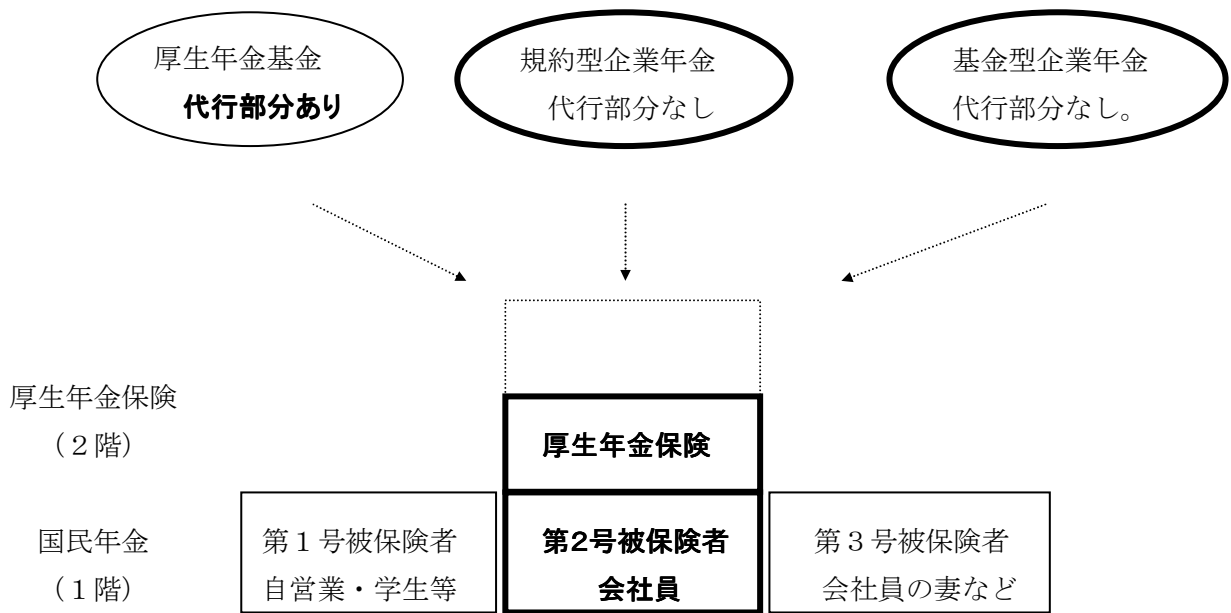 厚生年金基金
代行部分あり
規約型企業年金
代行部分なし
基金型企業年金
代行部分なし。
厚生年金保険
(2階)
厚生年金保険
国民年金
(1階)
第1号被保険者
自営業・学生等
第2号被保険者
会社員
第3号被保険者
会社員の妻など